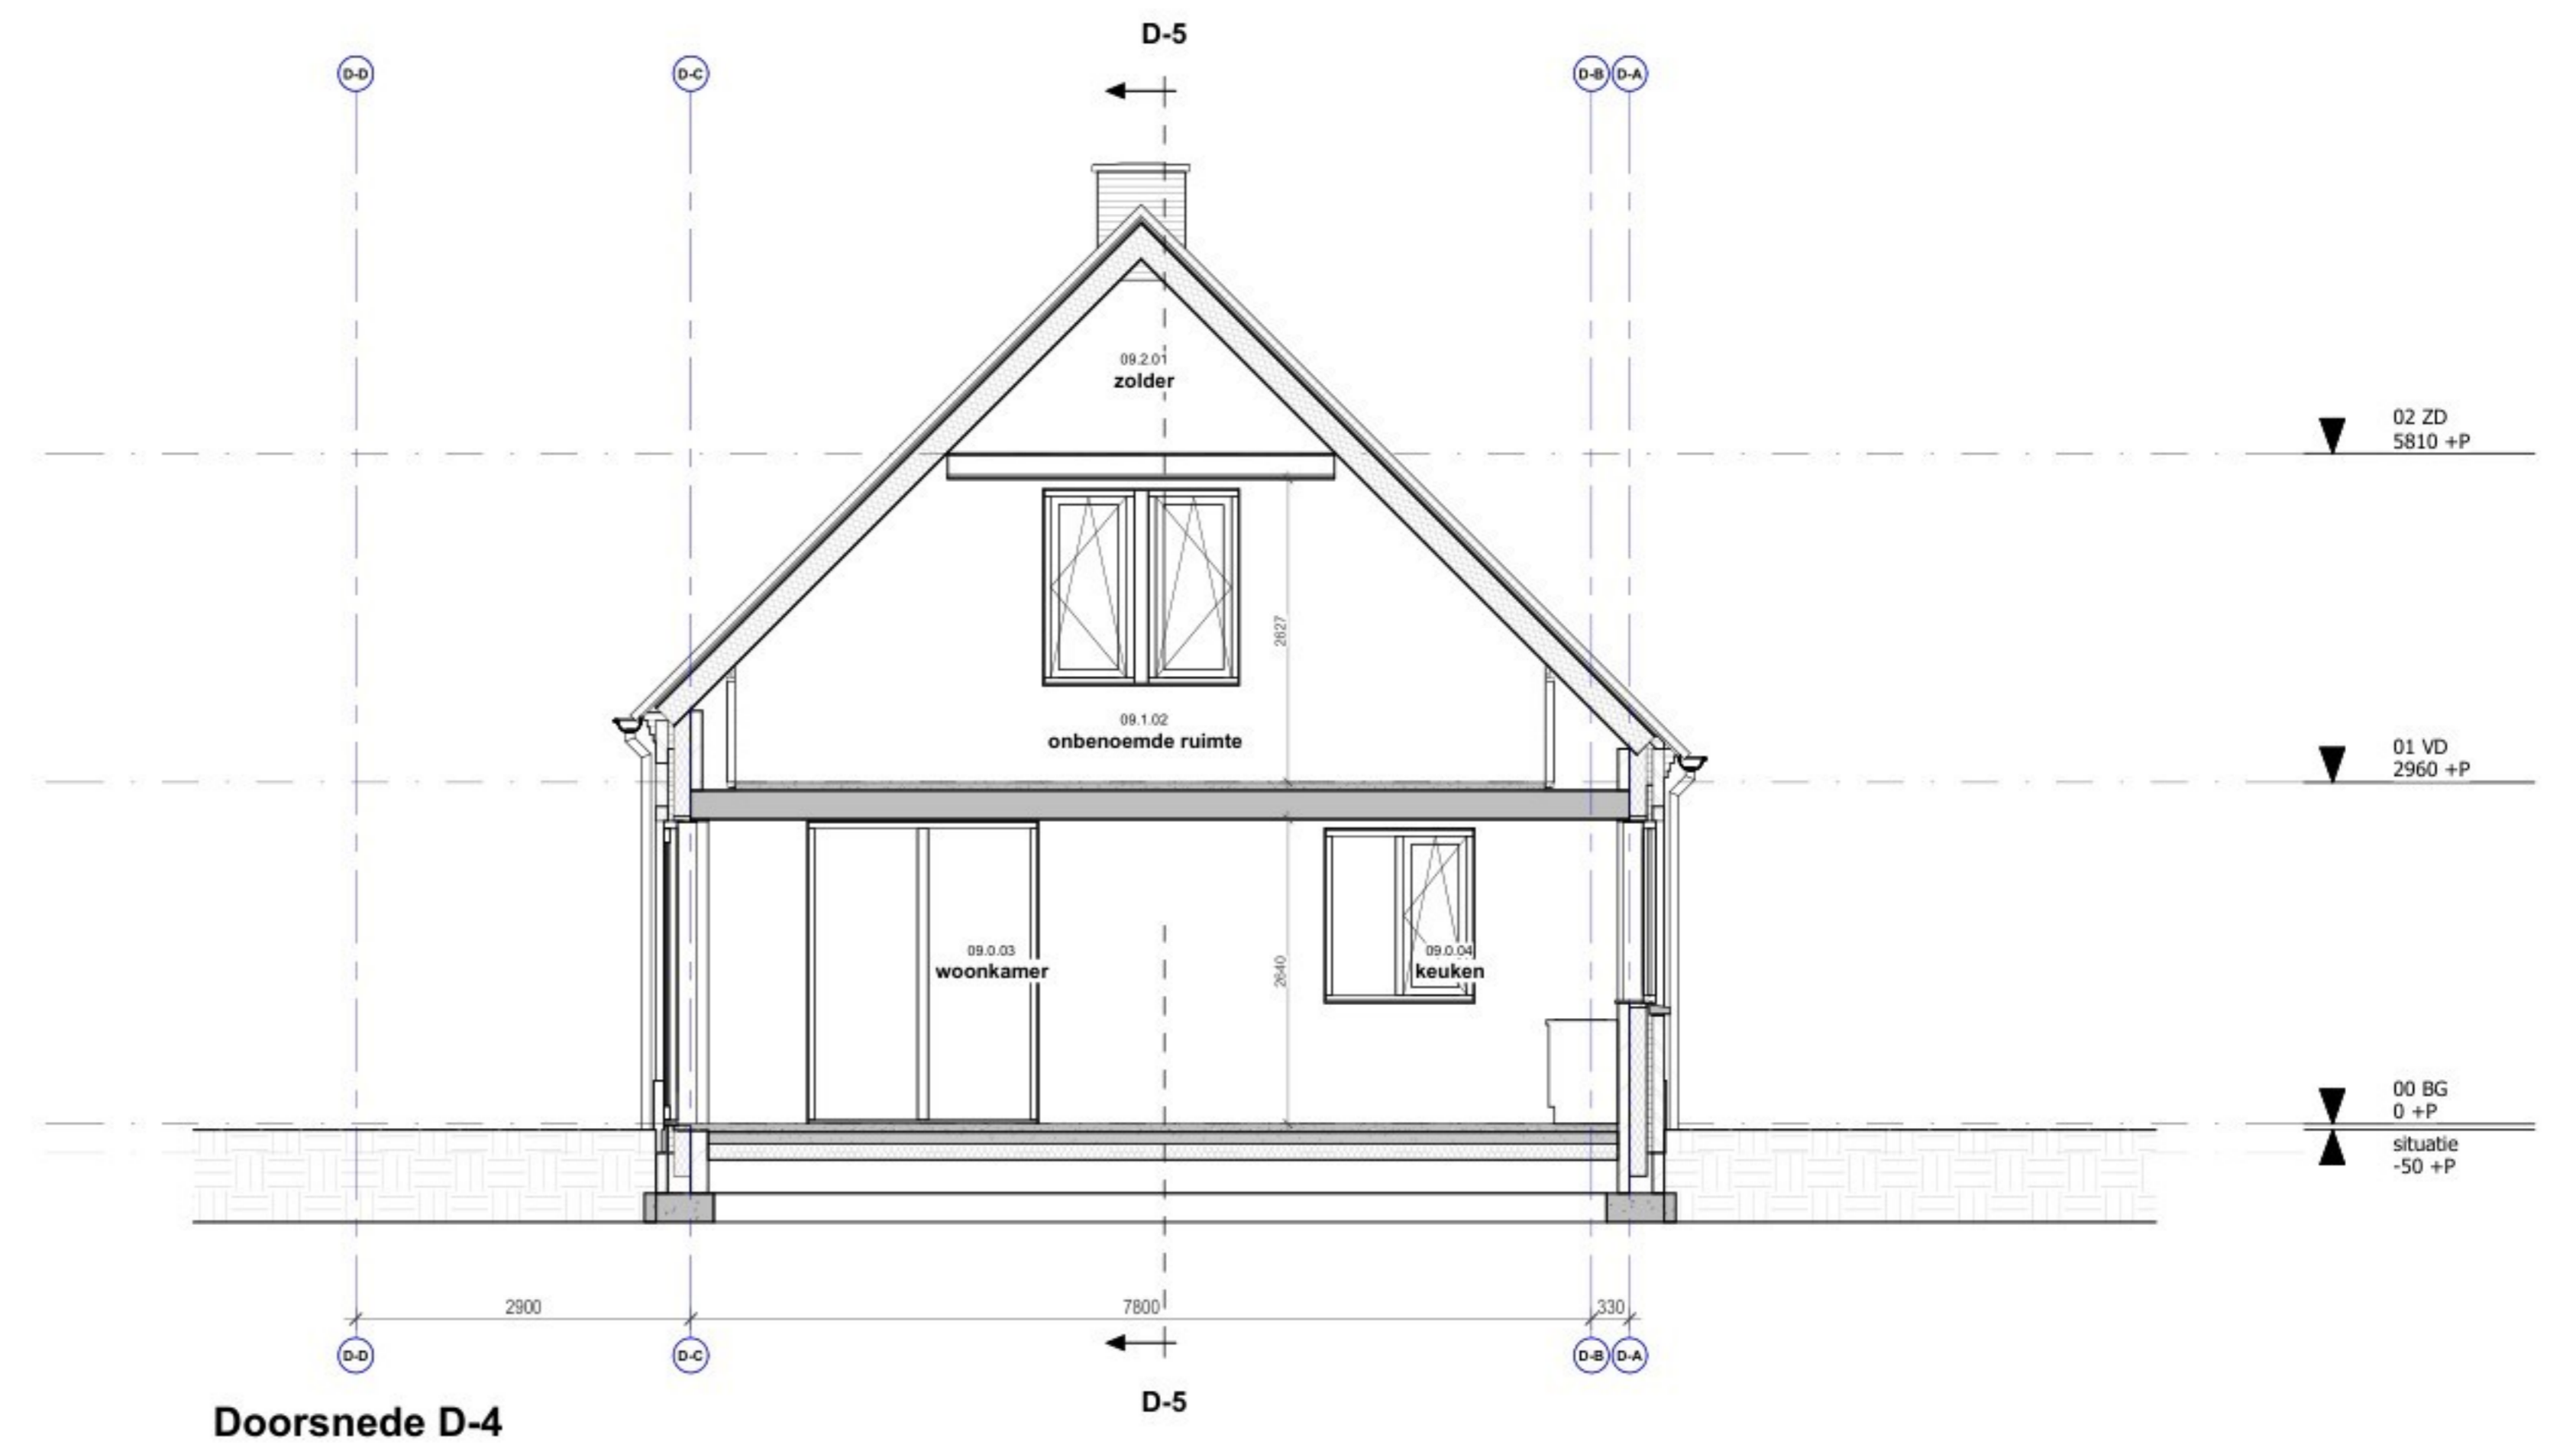 D-5
D-D
D-C
D-B
D-A
09.2.01
zolder
02 ZD
5810 +P
2627
09.1.02
onbenoemde ruimte
01 VD
2960 +P
09.0.03
woonkamer
2640
09.0.04
keuken
00 BG
0 +P
situatie
-50 +P
2900
7800
330
D-D
D-C
D-B
D-A
D-5
Doorsnede D-4